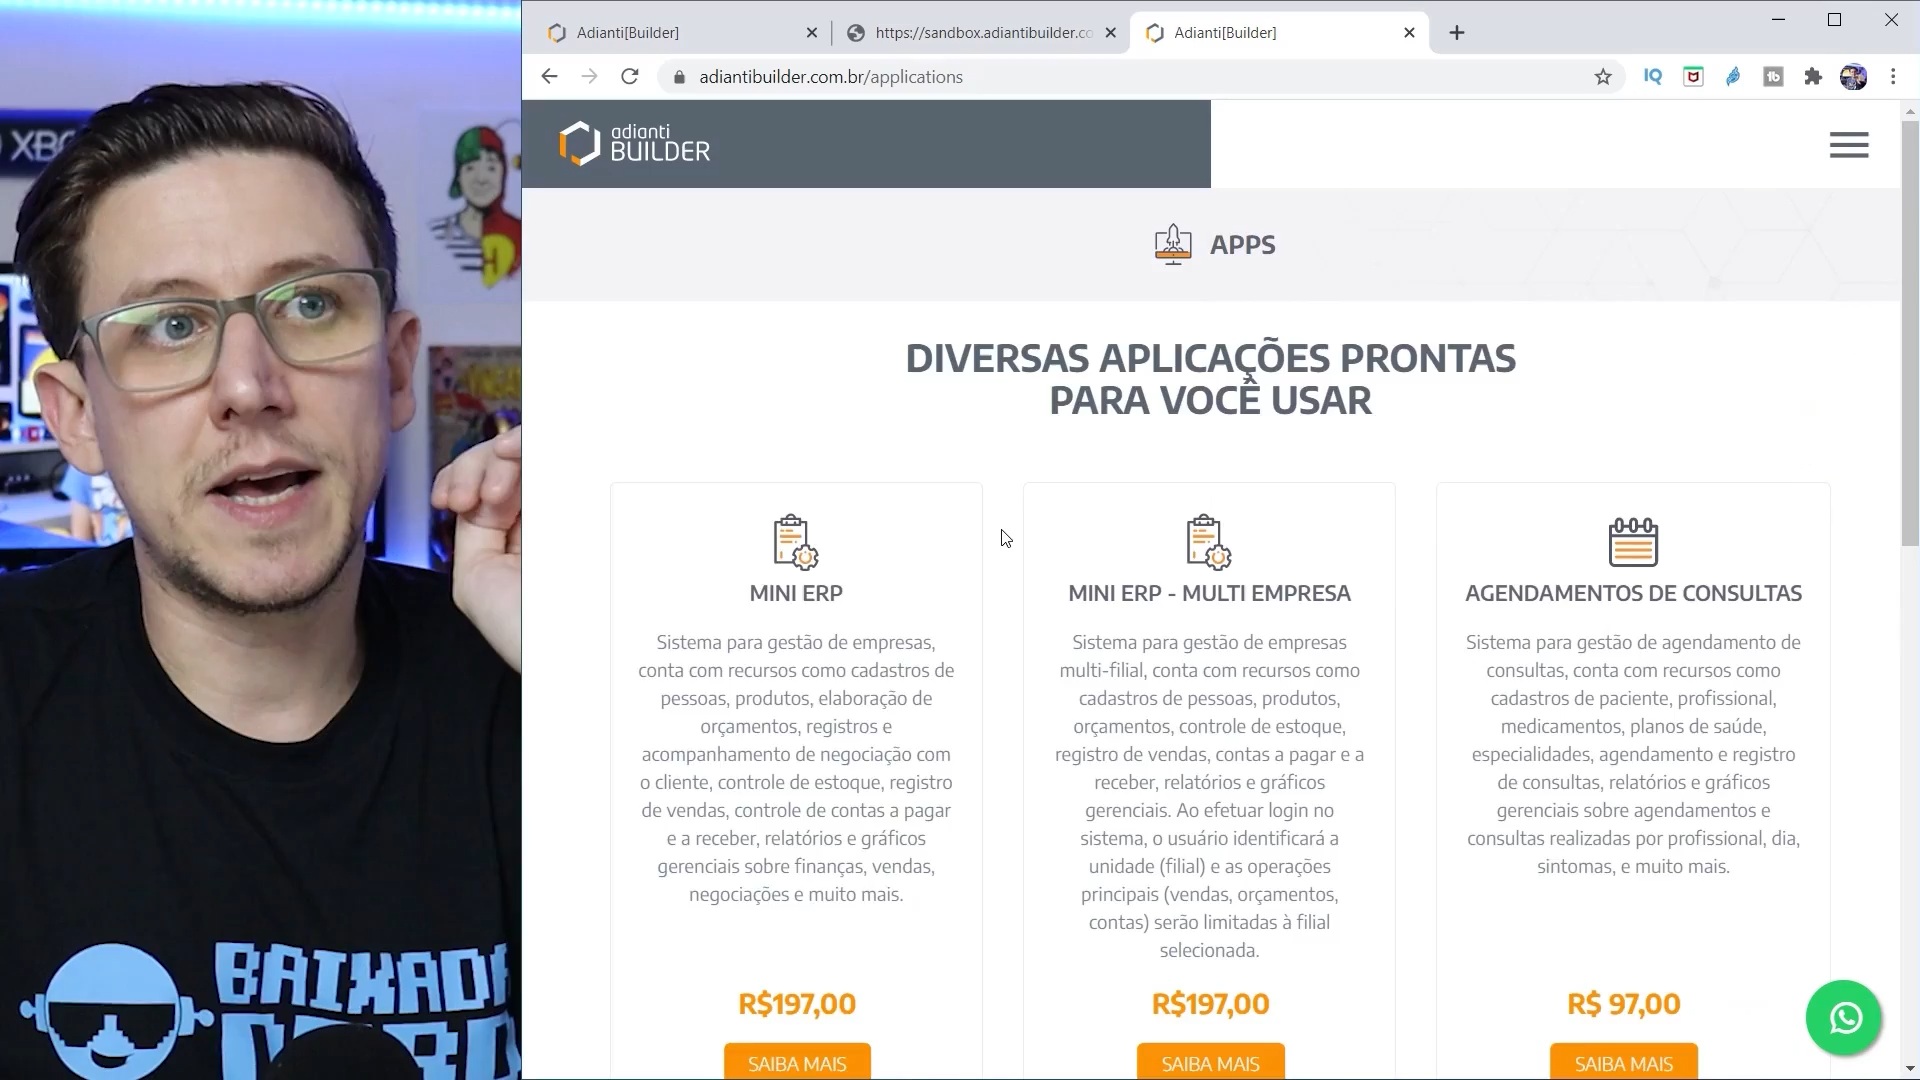 Adianti[Builder]
https://sandbox.adiantibuilder.co
Adianti[Builder]
adiantibuilder.com.br/applications
IQ
tb
adianti
BUILDER
XBO
APPS
DIVERSAS APLICAÇÕES PRONTAS
PARA VOCÊ USAR
MINI ERP
Sistema para gestão de empresas,
conta com recursos como cadastros de
pessoas, produtos, elaboração de
orçamentos, registros e
acompanhamento de negociação com
o cliente, controle de estoque, registro
de vendas, controle de contas a pagar
e a receber, relatórios e gráficos
gerenciais sobre finanças, vendas,
negociações e muito mais.
R$197,00
SAIBA MAIS
MINI ERP - MULTI EMPRESA
Sistema para gestão de empresas
multi-filial, conta com recursos como
cadastros de pessoas, produtos,
orçamentos, controle de estoque,
registro de vendas, contas a pagar e a
receber, relatórios e gráficos
gerenciais. Ao efetuar login no
sistema, o usuário identificará a
unidade (filial) e as operações
principais (vendas, orçamentos,
contas) serão limitadas à filial
selecionada.
R$197,00
SAIBA MAIS
AGENDAMENTOS DE CONSULTAS
Sistema para gestão de agendamento de
consultas, conta com recursos como
cadastros de paciente, profissional,
medicamentos, planos de saúde,
especialidades, agendamento e registro
de consultas, relatórios e gráficos
gerenciais sobre agendamentos e
consultas realizadas por profissional, dia,
sintomas, e muito mais.
R$ 97,00
SAIBA MAIS
BAIXADA